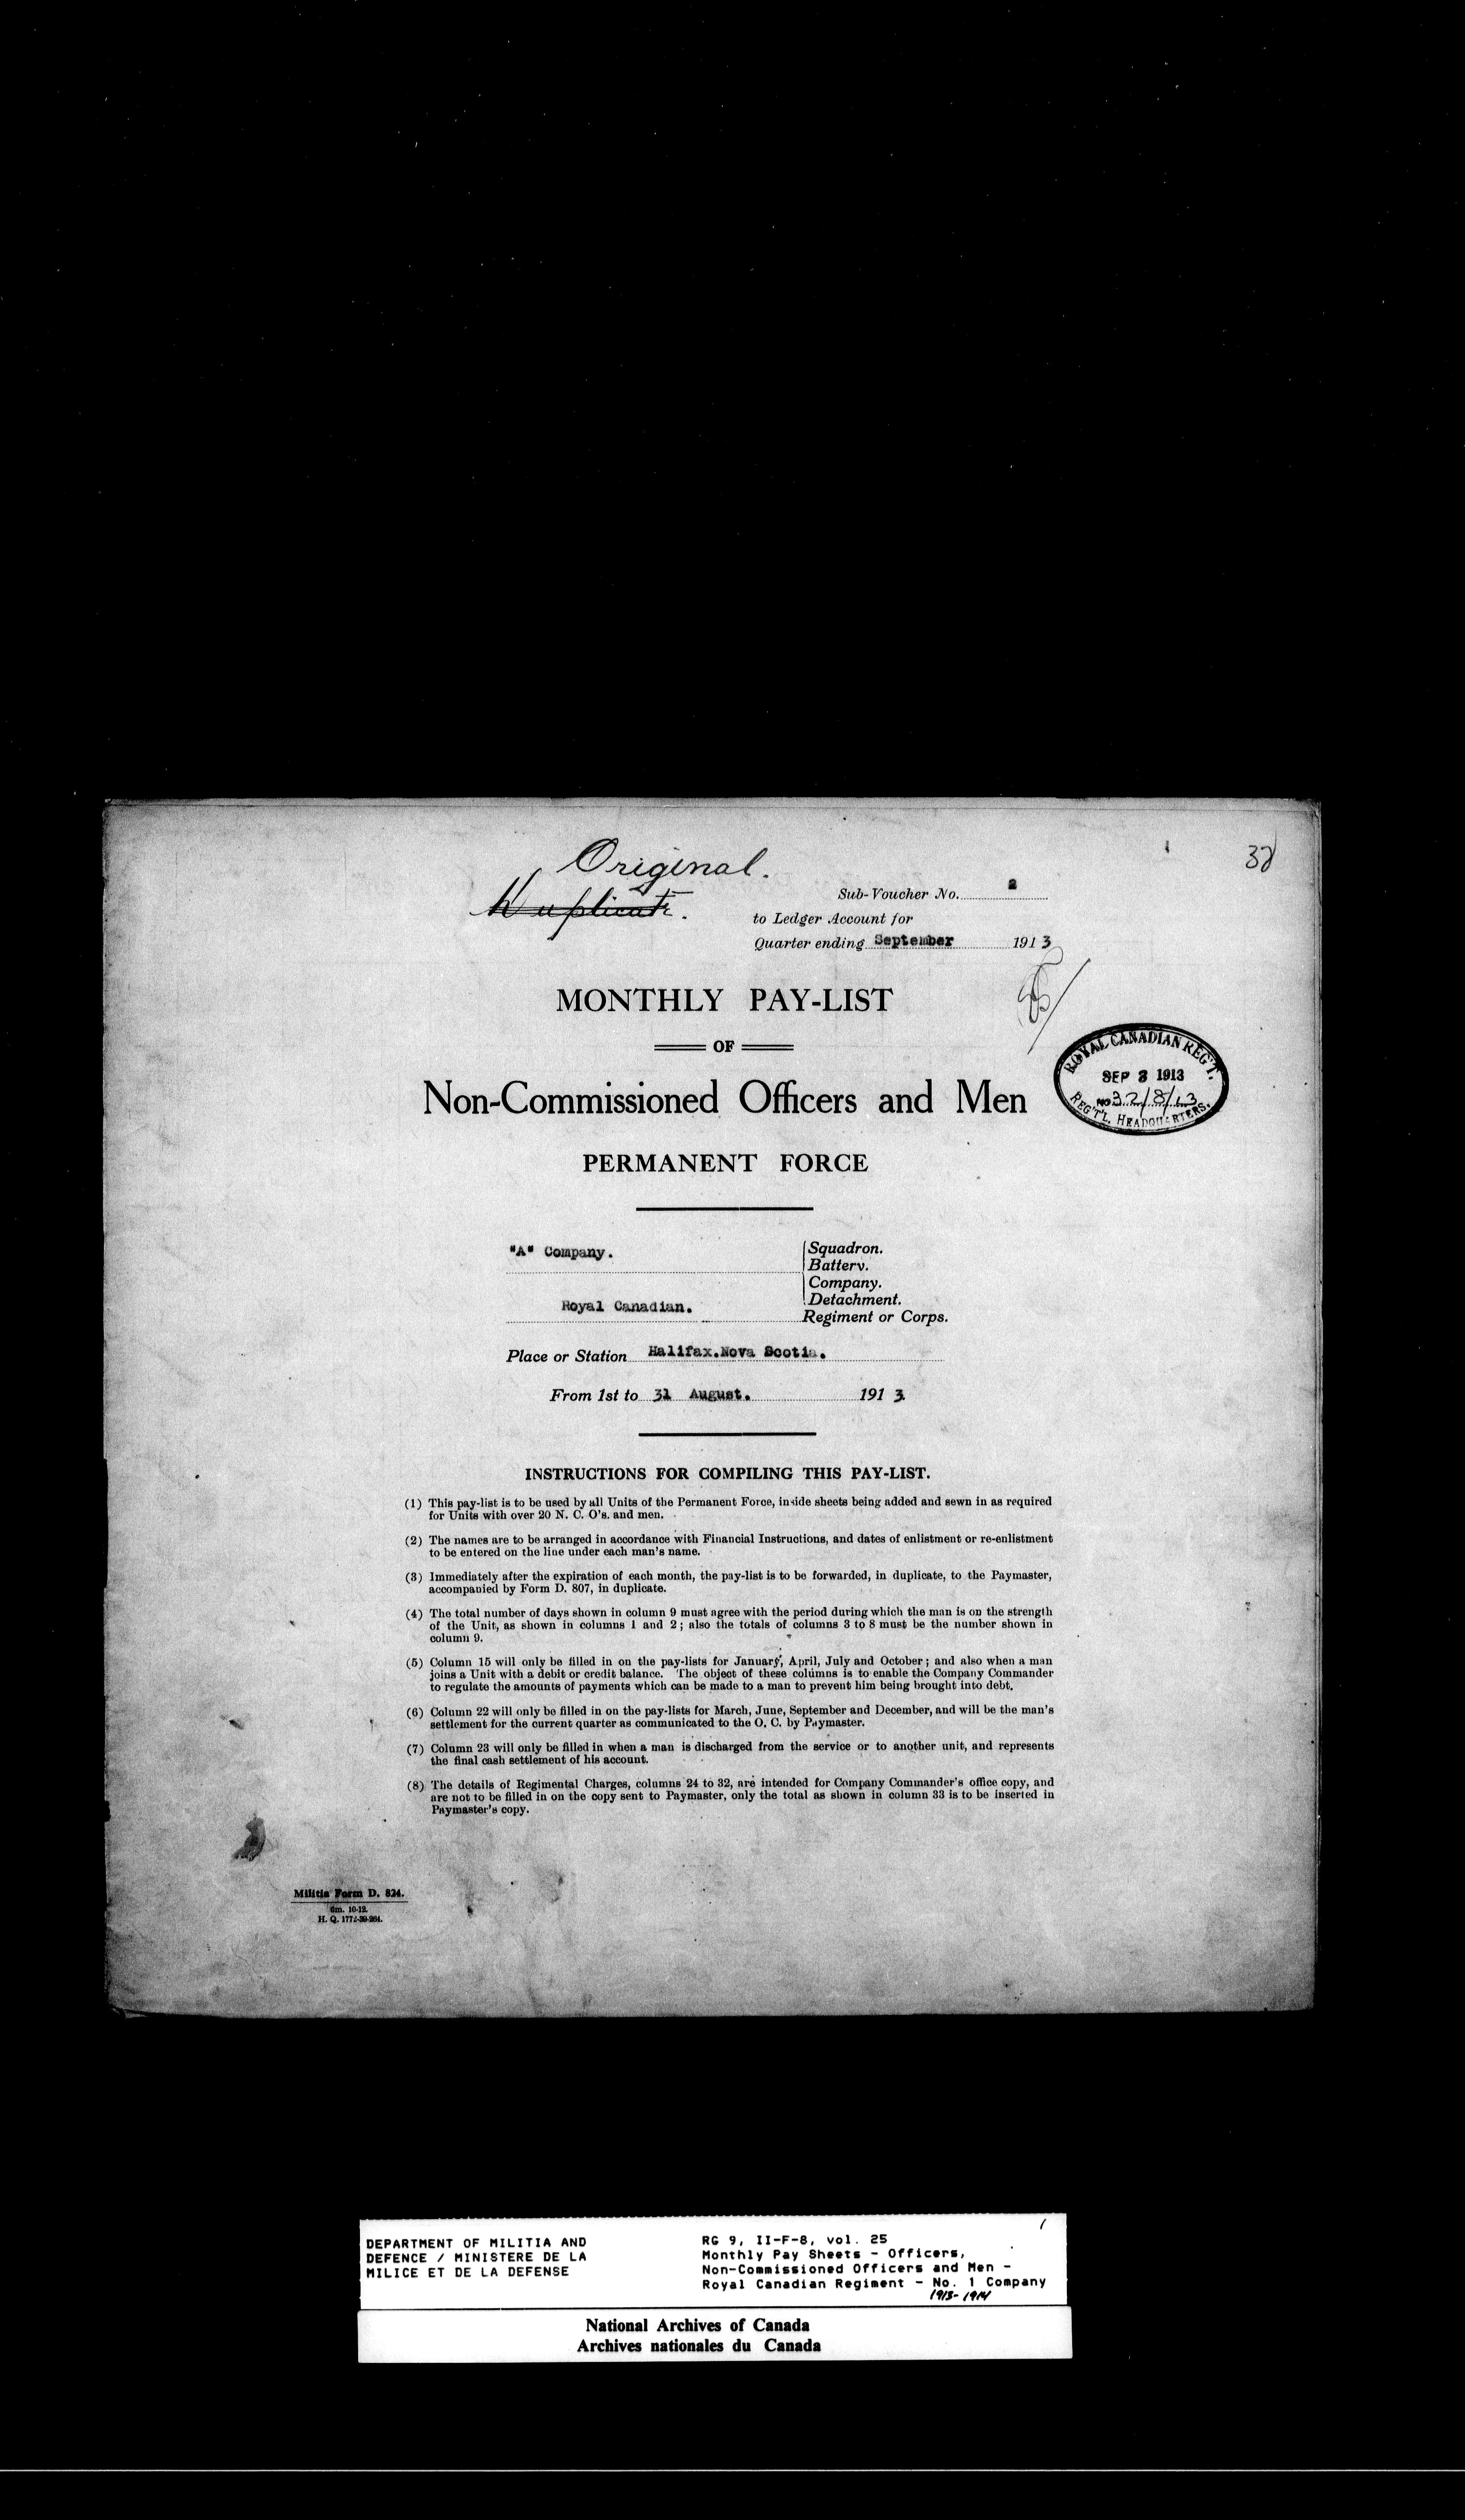 Original.
Duplicate.
Sub-Voucher No. 2
to Ledger Account for
Quarter ending September 1913
MONTHLY PAY-LIST
OF
Non-Commissioned Officers and Men
PERMANENT FORCE
ROYAL CANADIAN REG'T.
SEP 3 1913
NO 32/8/13
REG'T'L. HEADQUARTERS.
"A" Company.
Squadron.
Battery.
Company.
Detachment.
Royal Canadian. Regiment or Corps.
Place or Station Halifax.Nova Scotia.
From 1st to 31 August. 1913
INSTRUCTIONS FOR COMPILING THIS PAY-LIST.
(1) This pay-list is to be used by all Units of the Permanent Force, inside sheets being added and sewn in as required
for Units with over 20 N. C. O's. and men.
(2) The names are to be arranged in accordance with Financial Instructions, and dates of enlistment or re-enlistment
to be entered on the line under each man's name.
(3) Immediately after the expiration of each month, the pay-list is to be forwarded, in duplicate, to the Paymaster,
accompanied by Form D. 807, in duplicate.
(4) The total number of days shown in column 9 must agree with the period during which the man is on the strength
of the Unit, as shown in columns 1 and 2; also the totals of columns 3 to 8 must be the number shown in
column 9.
(5) Column 15 will only be filled in on the pay-lists for January, April, July and October; and also when a man
joins a Unit with a debit or credit balance. The object of these columns is to enable the Company Commander
to regulate the amounts of payments which can be made to a man to prevent him being brought into debt.
(6) Column 22 will only be filled in on the pay-lists for March, June, September and December, and will be the man's
settlement for the current quarter as communicated to the O. C. by Paymaster.
(7) Column 23 will only be filled in when a man is discharged from the service or to another unit, and represents
the final cash settlement of his account.
(8) The details of Regimental Charges, columns 24 to 32, are intended for Company Commander's office copy, and
are not to be filled in on the copy sent to Paymaster, only the total as shown in column 33 is to be inserted in
Paymaster's copy.
Militia Form D. 824.
6m. 10-12.
H. Q. 1772-39-264.
DEPARTMENT OF MILITIA AND
DEFENCE / MINISTERE DE LA
MILICE ET DE LA DEFENSE
1
RG 9, II-F-8, vol. 25
Monthly Pay Sheets - Officers,
Non-Commissioned Officers and Men -
Royal Canadian Regiment - No. 1 Company
1913-1914
National Archives of Canada
Archives nationales du Canada